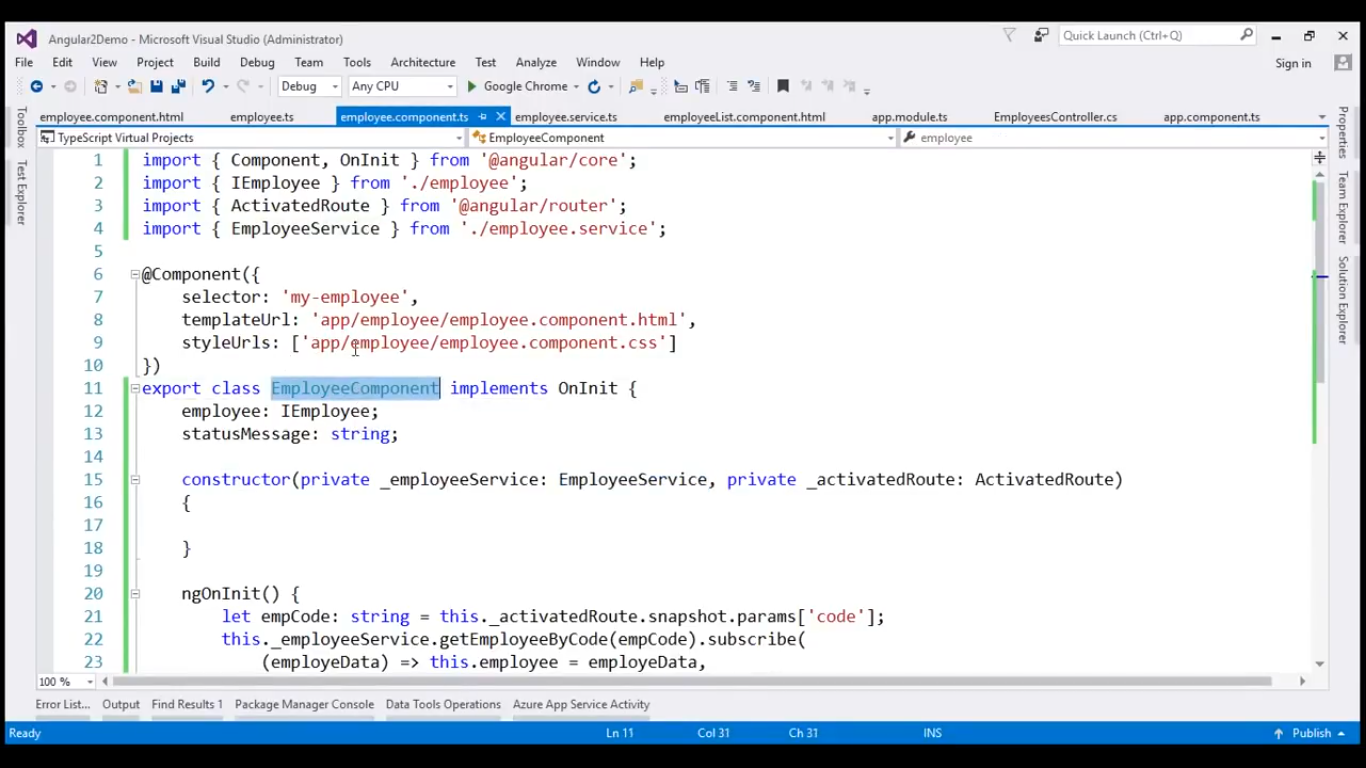 Angular2Demo - Microsoft Visual Studio (Administrator)
Quick Launch (Ctrl+Q)
File Edit View Project Build Debug Team Tools Architecture Test Analyze Window Help
Sign in
Debug Any CPU Google Chrome
Toolbox
Test Explorer
employee.component.html employee.ts employee.component.ts employee.service.ts employeeList.component.html app.module.ts EmployeesController.cs app.component.ts
TypeScript Virtual Projects EmployeeComponent employee
1 import { Component, OnInit } from '@angular/core';
2 import { IEmployee } from './employee';
3 import { ActivatedRoute } from '@angular/router';
4 import { EmployeeService } from './employee.service';
5
6 @Component({
7 selector: 'my-employee',
8 templateUrl: 'app/employee/employee.component.html',
9 styleUrls: ['app/employee/employee.component.css']
10 })
11 export class EmployeeComponent implements OnInit {
12 employee: IEmployee;
13 statusMessage: string;
14
15 constructor(private _employeeService: EmployeeService, private _activatedRoute: ActivatedRoute)
16 {
17
18 }
19
20 ngOnInit() {
21 let empCode: string = this._activatedRoute.snapshot.params['code'];
22 this._employeeService.getEmployeeByCode(empCode).subscribe(
23 (employeData) => this.employee = employeData,
Properties
Team Explorer
Solution Explorer
100 %
Error List... Output Find Results 1 Package Manager Console Data Tools Operations Azure App Service Activity
Ready Ln 11 Col 31 Ch 31 INS Publish